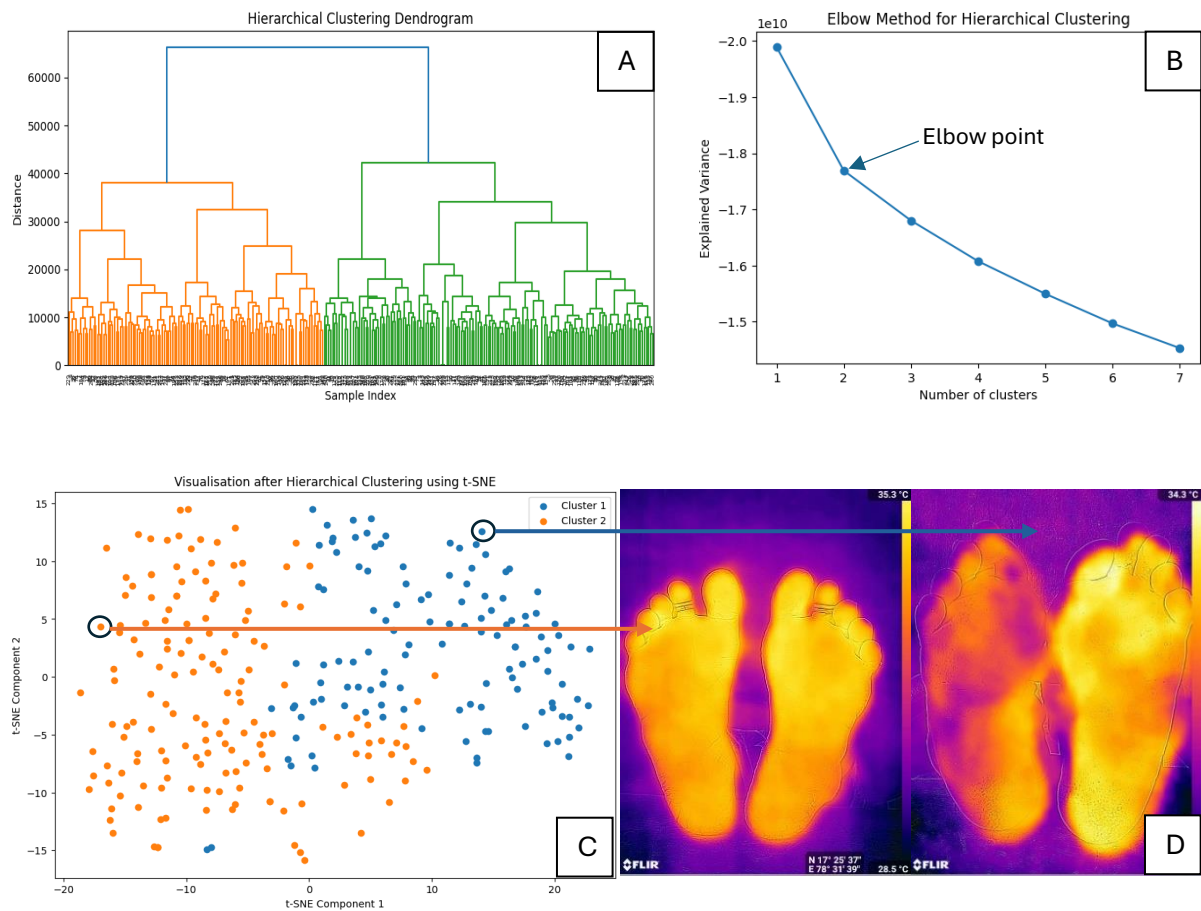 Hierarchical Clustering Dendrogram
A
60000
50000
40000
30000
20000
10000
0
Distance
Sample Index
Elbow Method for Hierarchical Clustering
1e10
B
Elbow point
−2.0
−1.9
−1.8
−1.7
−1.6
−1.5
Explained Variance
1 2 3 4 5 6 7
Number of clusters
Visualisation after Hierarchical Clustering using t-SNE
Cluster 1
Cluster 2
15
10
5
0
−5
−10
−15
t-SNE Component 2
−20 −10 0 10 20
t-SNE Component 1
C
35.3 °C
FLIR
N 17° 25' 37"
E 78° 31' 39"
28.5 °C
34.3 °C
FLIR
D